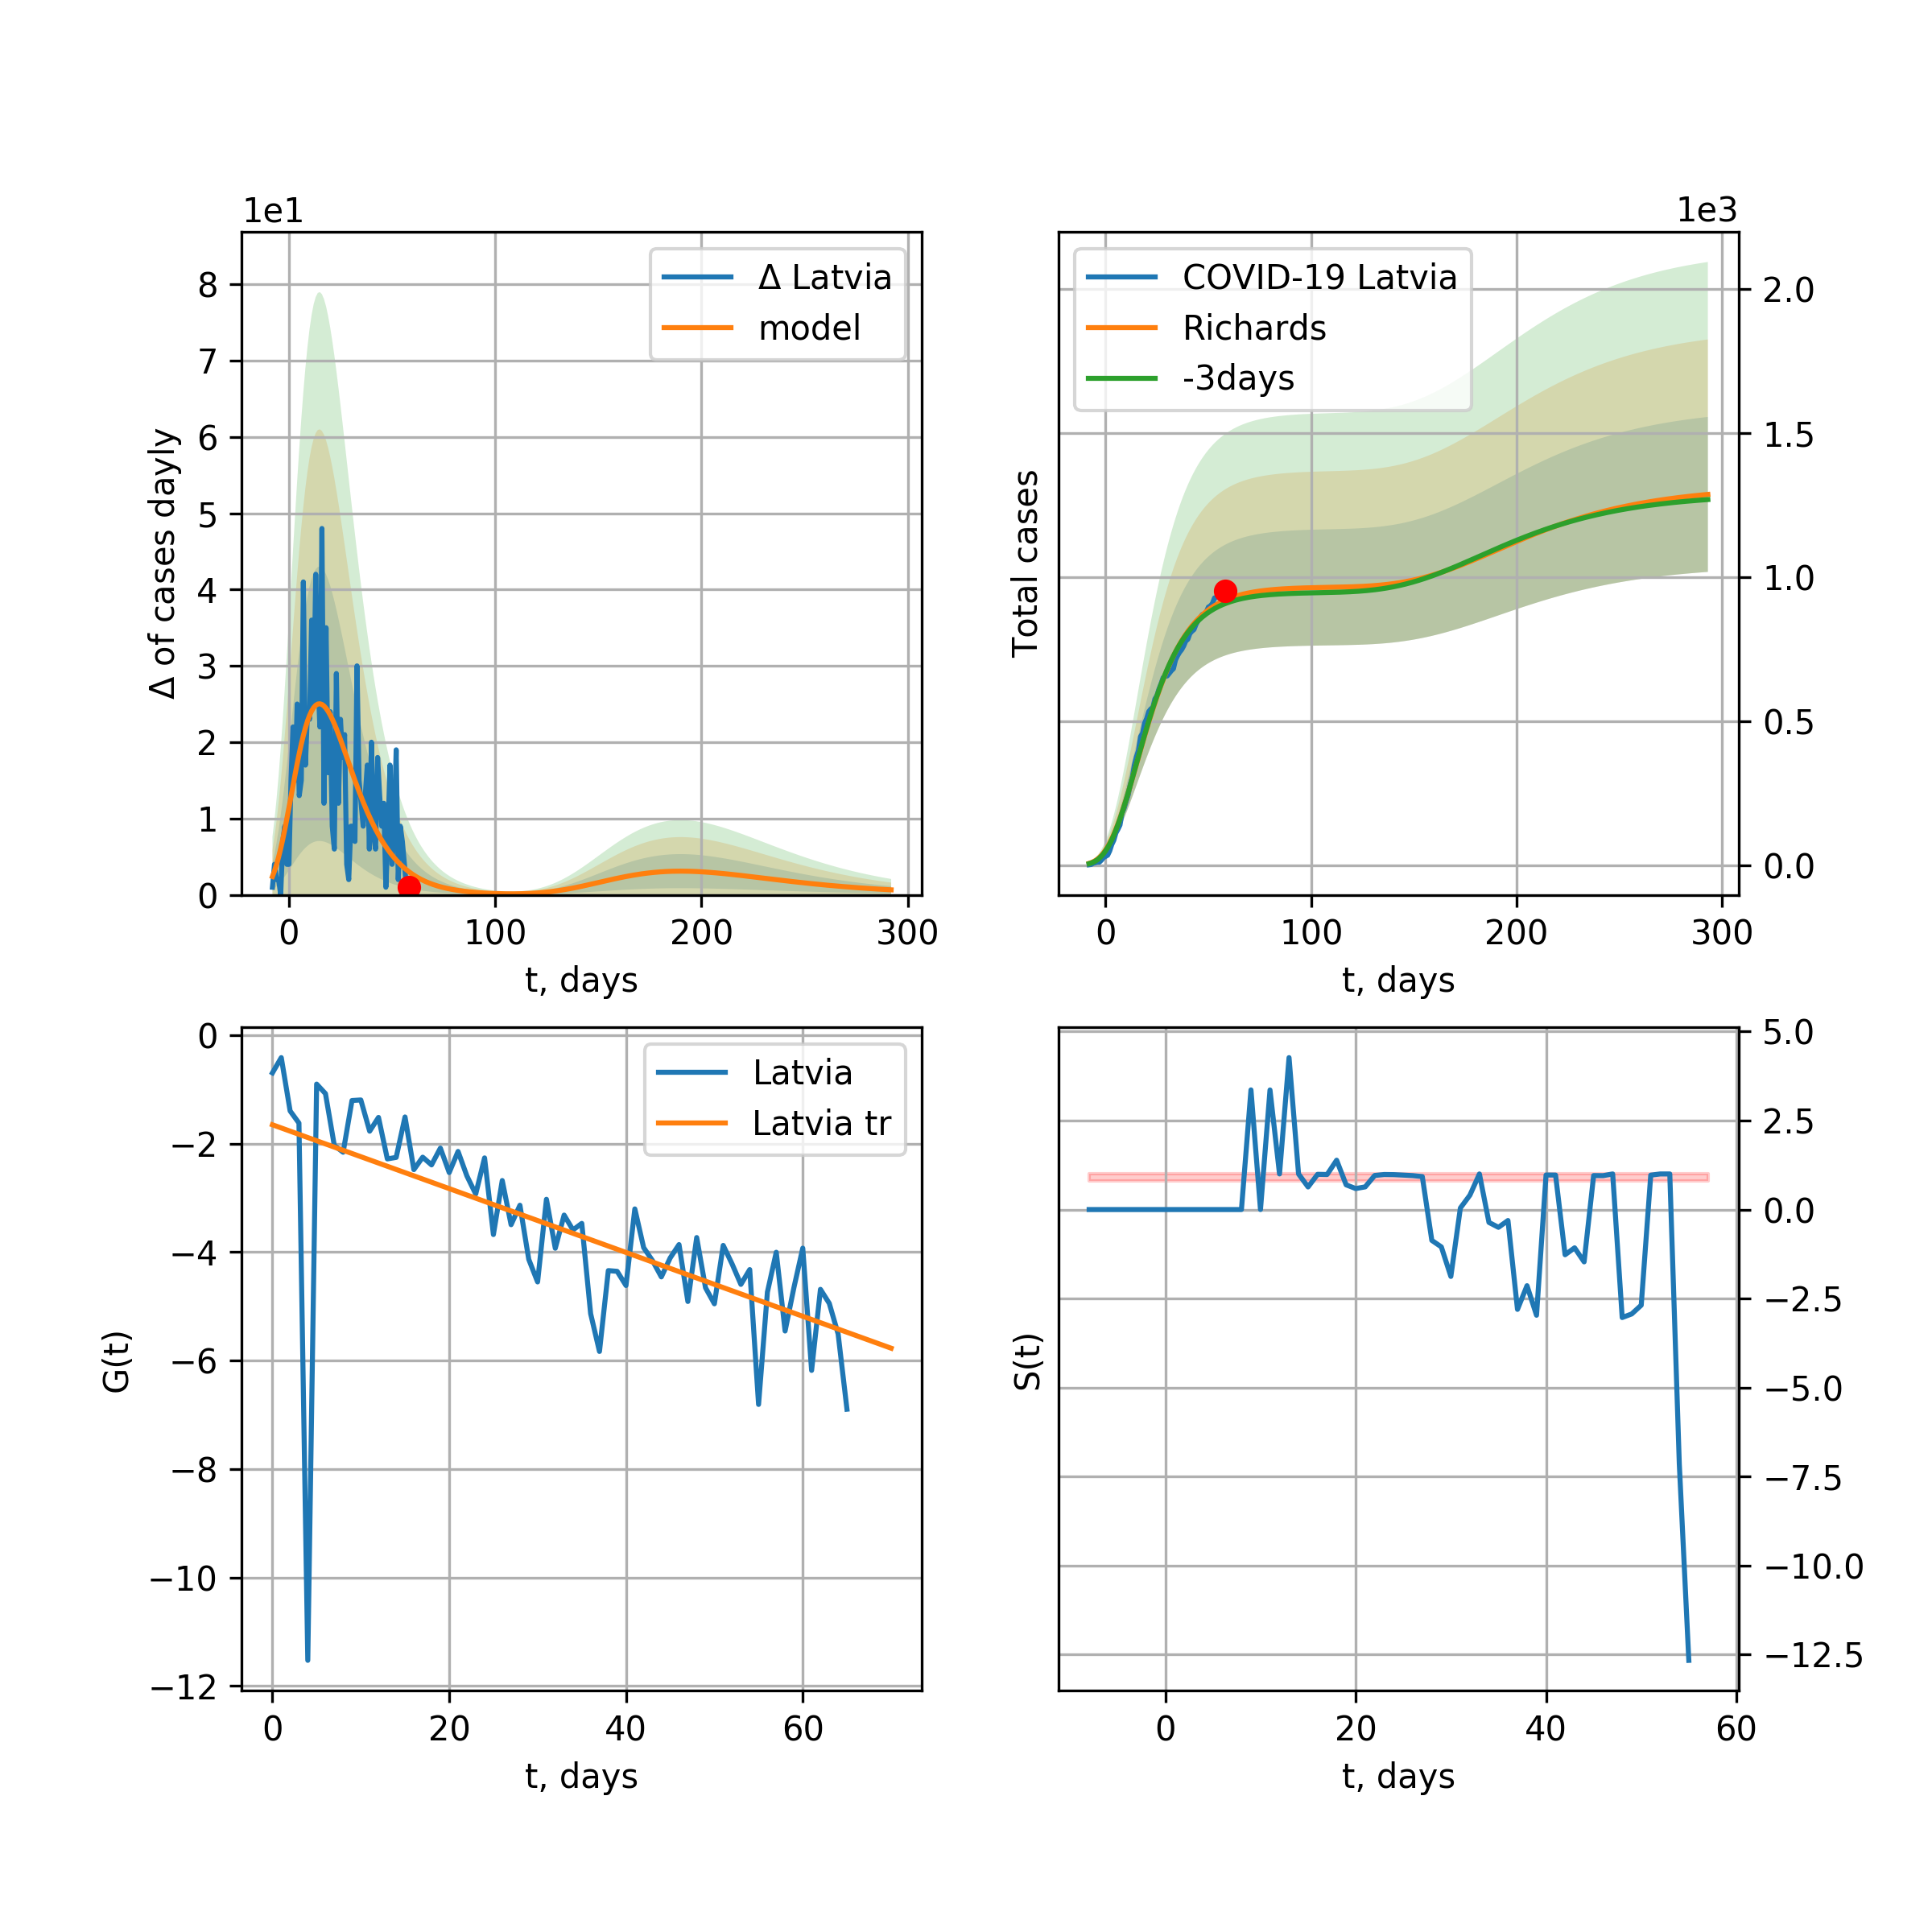 1e1
8
7
6
5
4
3
2
1
0
Δ of cases dayly
0 100 200 300
t, days
Δ Latvia
model
1e3
COVID-19 Latvia
Richards
-3days
Total cases
2.0
1.5
1.0
0.5
0.0
0 100 200 300
t, days
0
−2
−4
−6
−8
−10
−12
G(t)
Latvia
Latvia tr
0 20 40 60
t, days
S(t)
5.0
2.5
0.0
−2.5
−5.0
−7.5
−10.0
−12.5
0 20 40 60
t, days